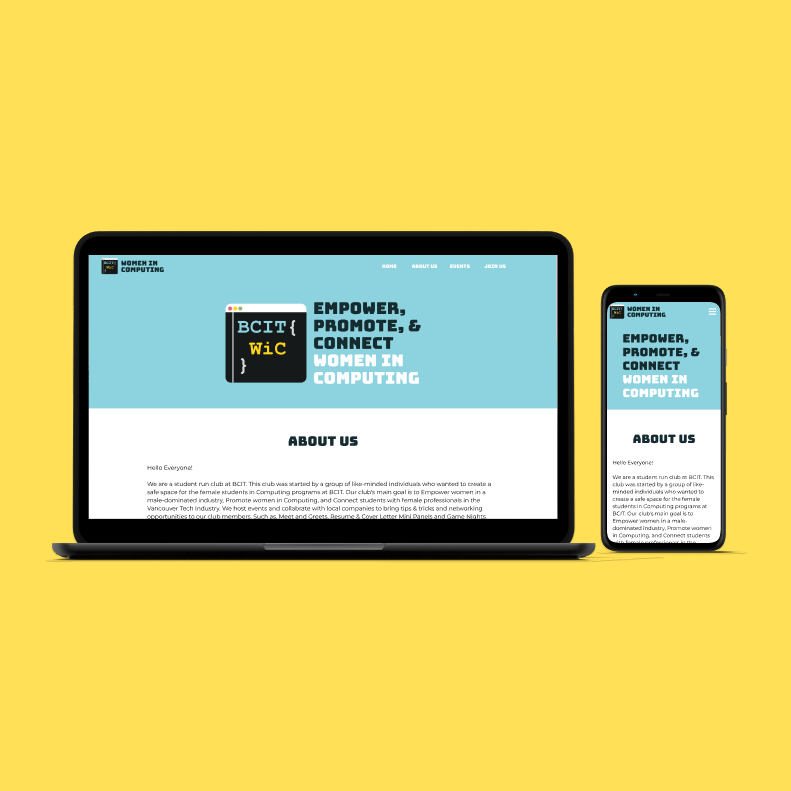 BCIT{
WiC
}
WOMEN IN
COMPUTING
HOME ABOUT US EVENTS JOIN US
BCIT{
WiC
}
EMPOWER,
PROMOTE, &
CONNECT
WOMEN IN
COMPUTING
ABOUT US
Hello Everyone!
We are a student run club at BCIT. This club was started by a group of like-minded individuals who wanted to create a
safe space for the female students in Computing programs at BCIT. Our club's main goal is to Empower women in a
male-dominated industry, Promote women in Computing, and Connect students with female professionals in the
Vancouver Tech Industry. We host events and collaborate with local companies to bring tips & tricks and networking
opportunities to our club members. Such as, Meet and Greets, Resume & Cover Letter Mini Panels and Game Nights.
BCIT{
WiC
}
WOMEN IN
COMPUTING
EMPOWER,
PROMOTE, &
CONNECT
WOMEN IN
COMPUTING
ABOUT US
Hello Everyone!
We are a student run club at BCIT. This
club was started by a group of like-
minded individuals who wanted to
create a safe space for the female
students in Computing programs at
BCIT. Our club's main goal is to
Empower women in a male-
dominated industry, Promote women
in Computing, and Connect students
with female professionals in the